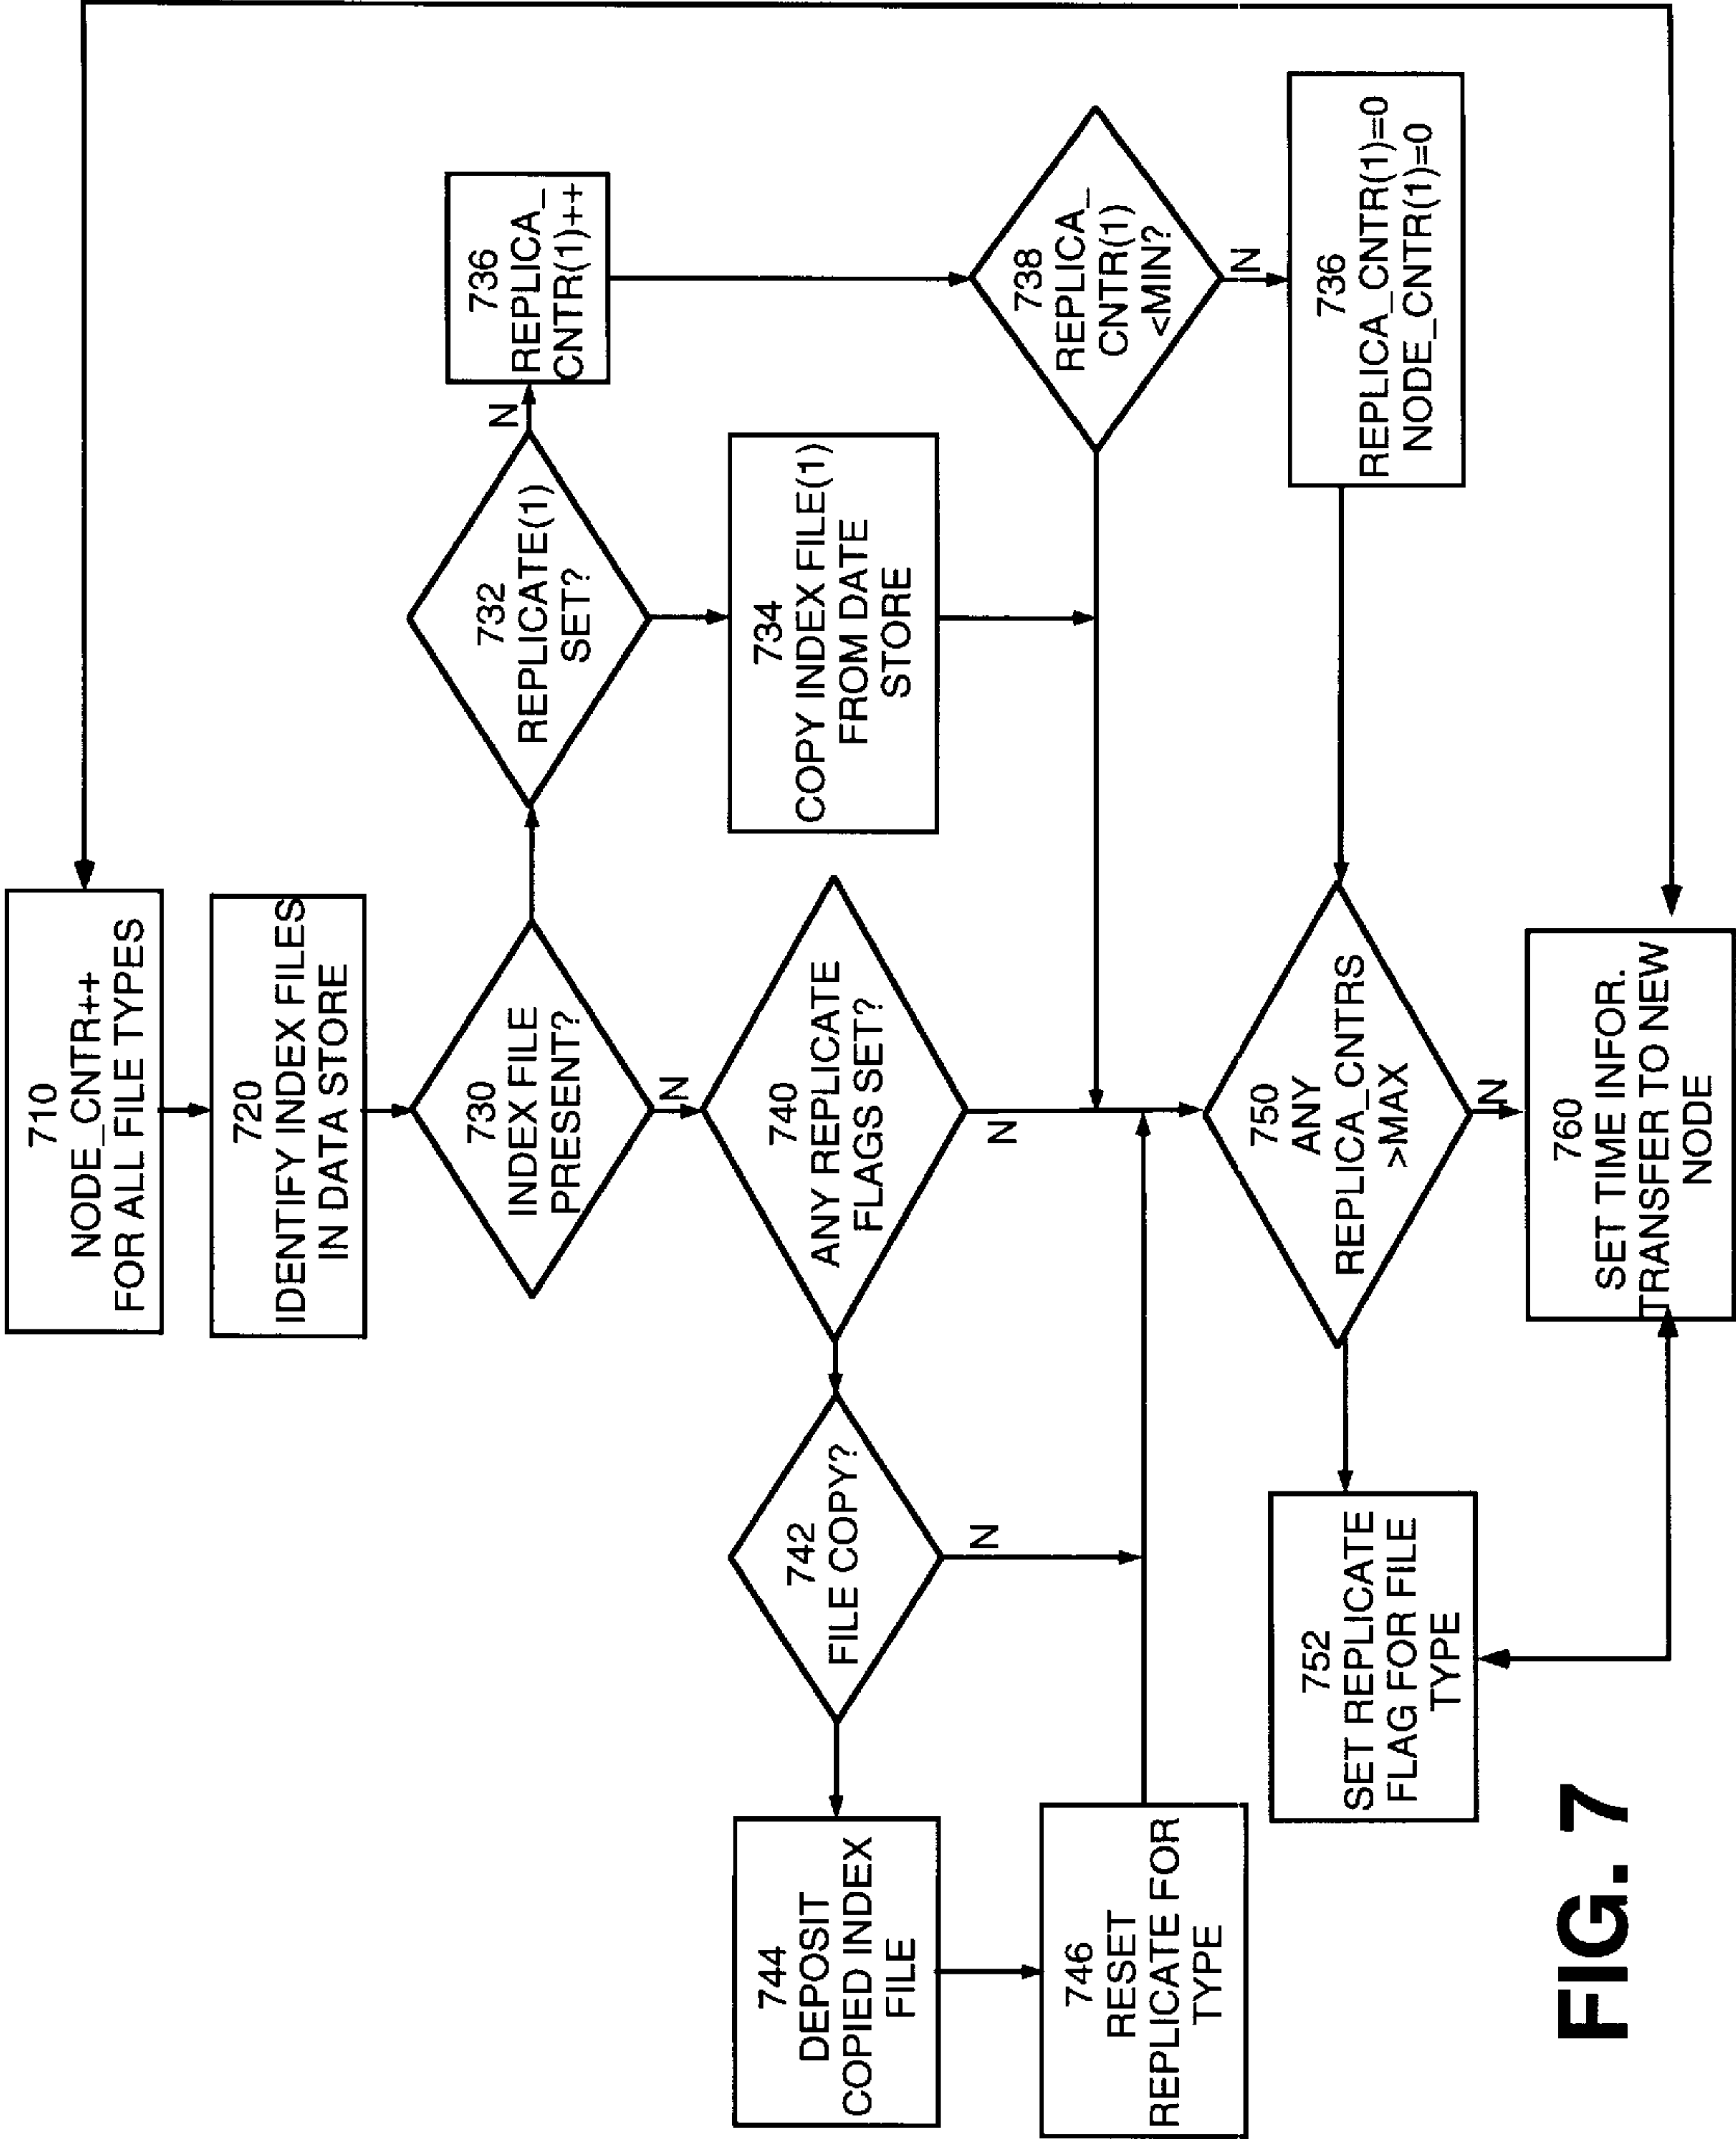 710
NODE_CNTR++
FOR ALL FILE TYPES
720
IDENTIFY INDEX FILES
IN DATA STORE
730
INDEX FILE
PRESENT?
N
732
REPLICATE(1)
SET?
N
736
REPLICA_
CNTR(1)++
734
COPY INDEX FILE(1)
FROM DATE
STORE
738
REPLICA_
CNTR(1)
<MIN?
N
736
REPLICA_CNTR(1)=0
NODE_CNTR(1)=0
740
ANY REPLICATE
FLAGS SET?
N
742
FILE COPY?
N
744
DEPOSIT
COPIED INDEX
FILE
746
RESET
REPLICATE FOR
TYPE
750
ANY
REPLICA_CNTRS
>MAX
N
752
SET REPLICATE
FLAG FOR FILE
TYPE
760
SET TIME INFOR.
TRANSFER TO NEW
NODE
FIG. 7